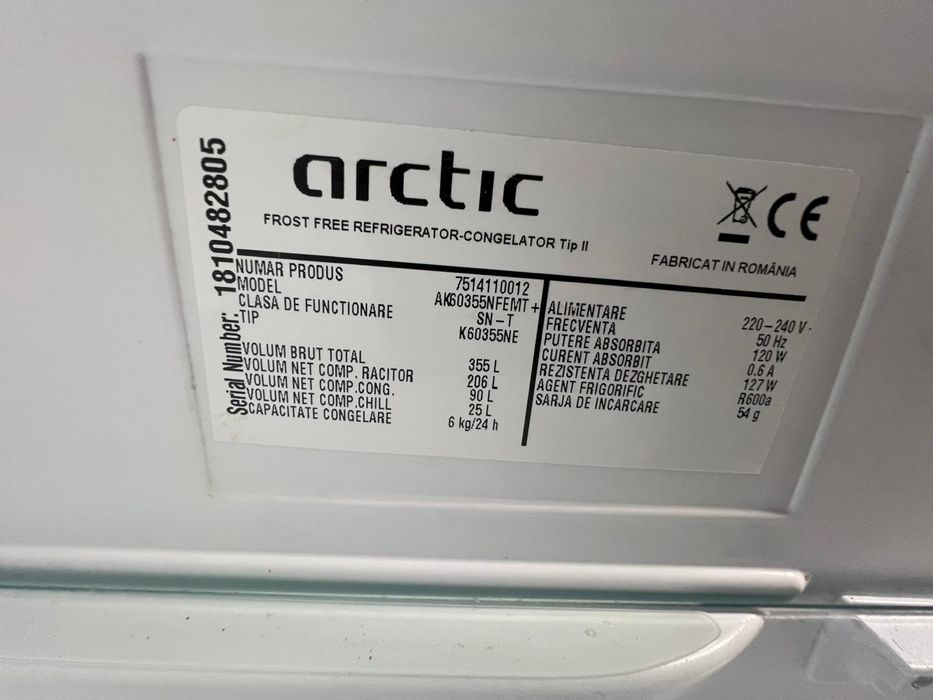 arctic
CE
FROST FREE REFRIGERATOR-CONGELATOR Tip II
FABRICAT IN ROMÂNIA
Serial Number: 1810482805
NUMAR PRODUS 7514110012
MODEL AK60355NFEMT+
CLASA DE FUNCTIONARE SN-T
TIP K60355NE
VOLUM BRUT TOTAL 355 L
VOLUM NET COMP. RACITOR 206 L
VOLUM NET COMP.CONG. 90 L
VOLUM NET COMP.CHILL 25 L
CAPACITATE CONGELARE 6 kg/24 h
ALIMENTARE 220-240 V-
FRECVENTA 50 Hz
PUTERE ABSORBITA 120 W
CURENT ABSORBIT 0.6 A
REZISTENTA DEZGHETARE 127 W
AGENT FRIGORIFIC R600a
SARJA DE INCARCARE 54 g